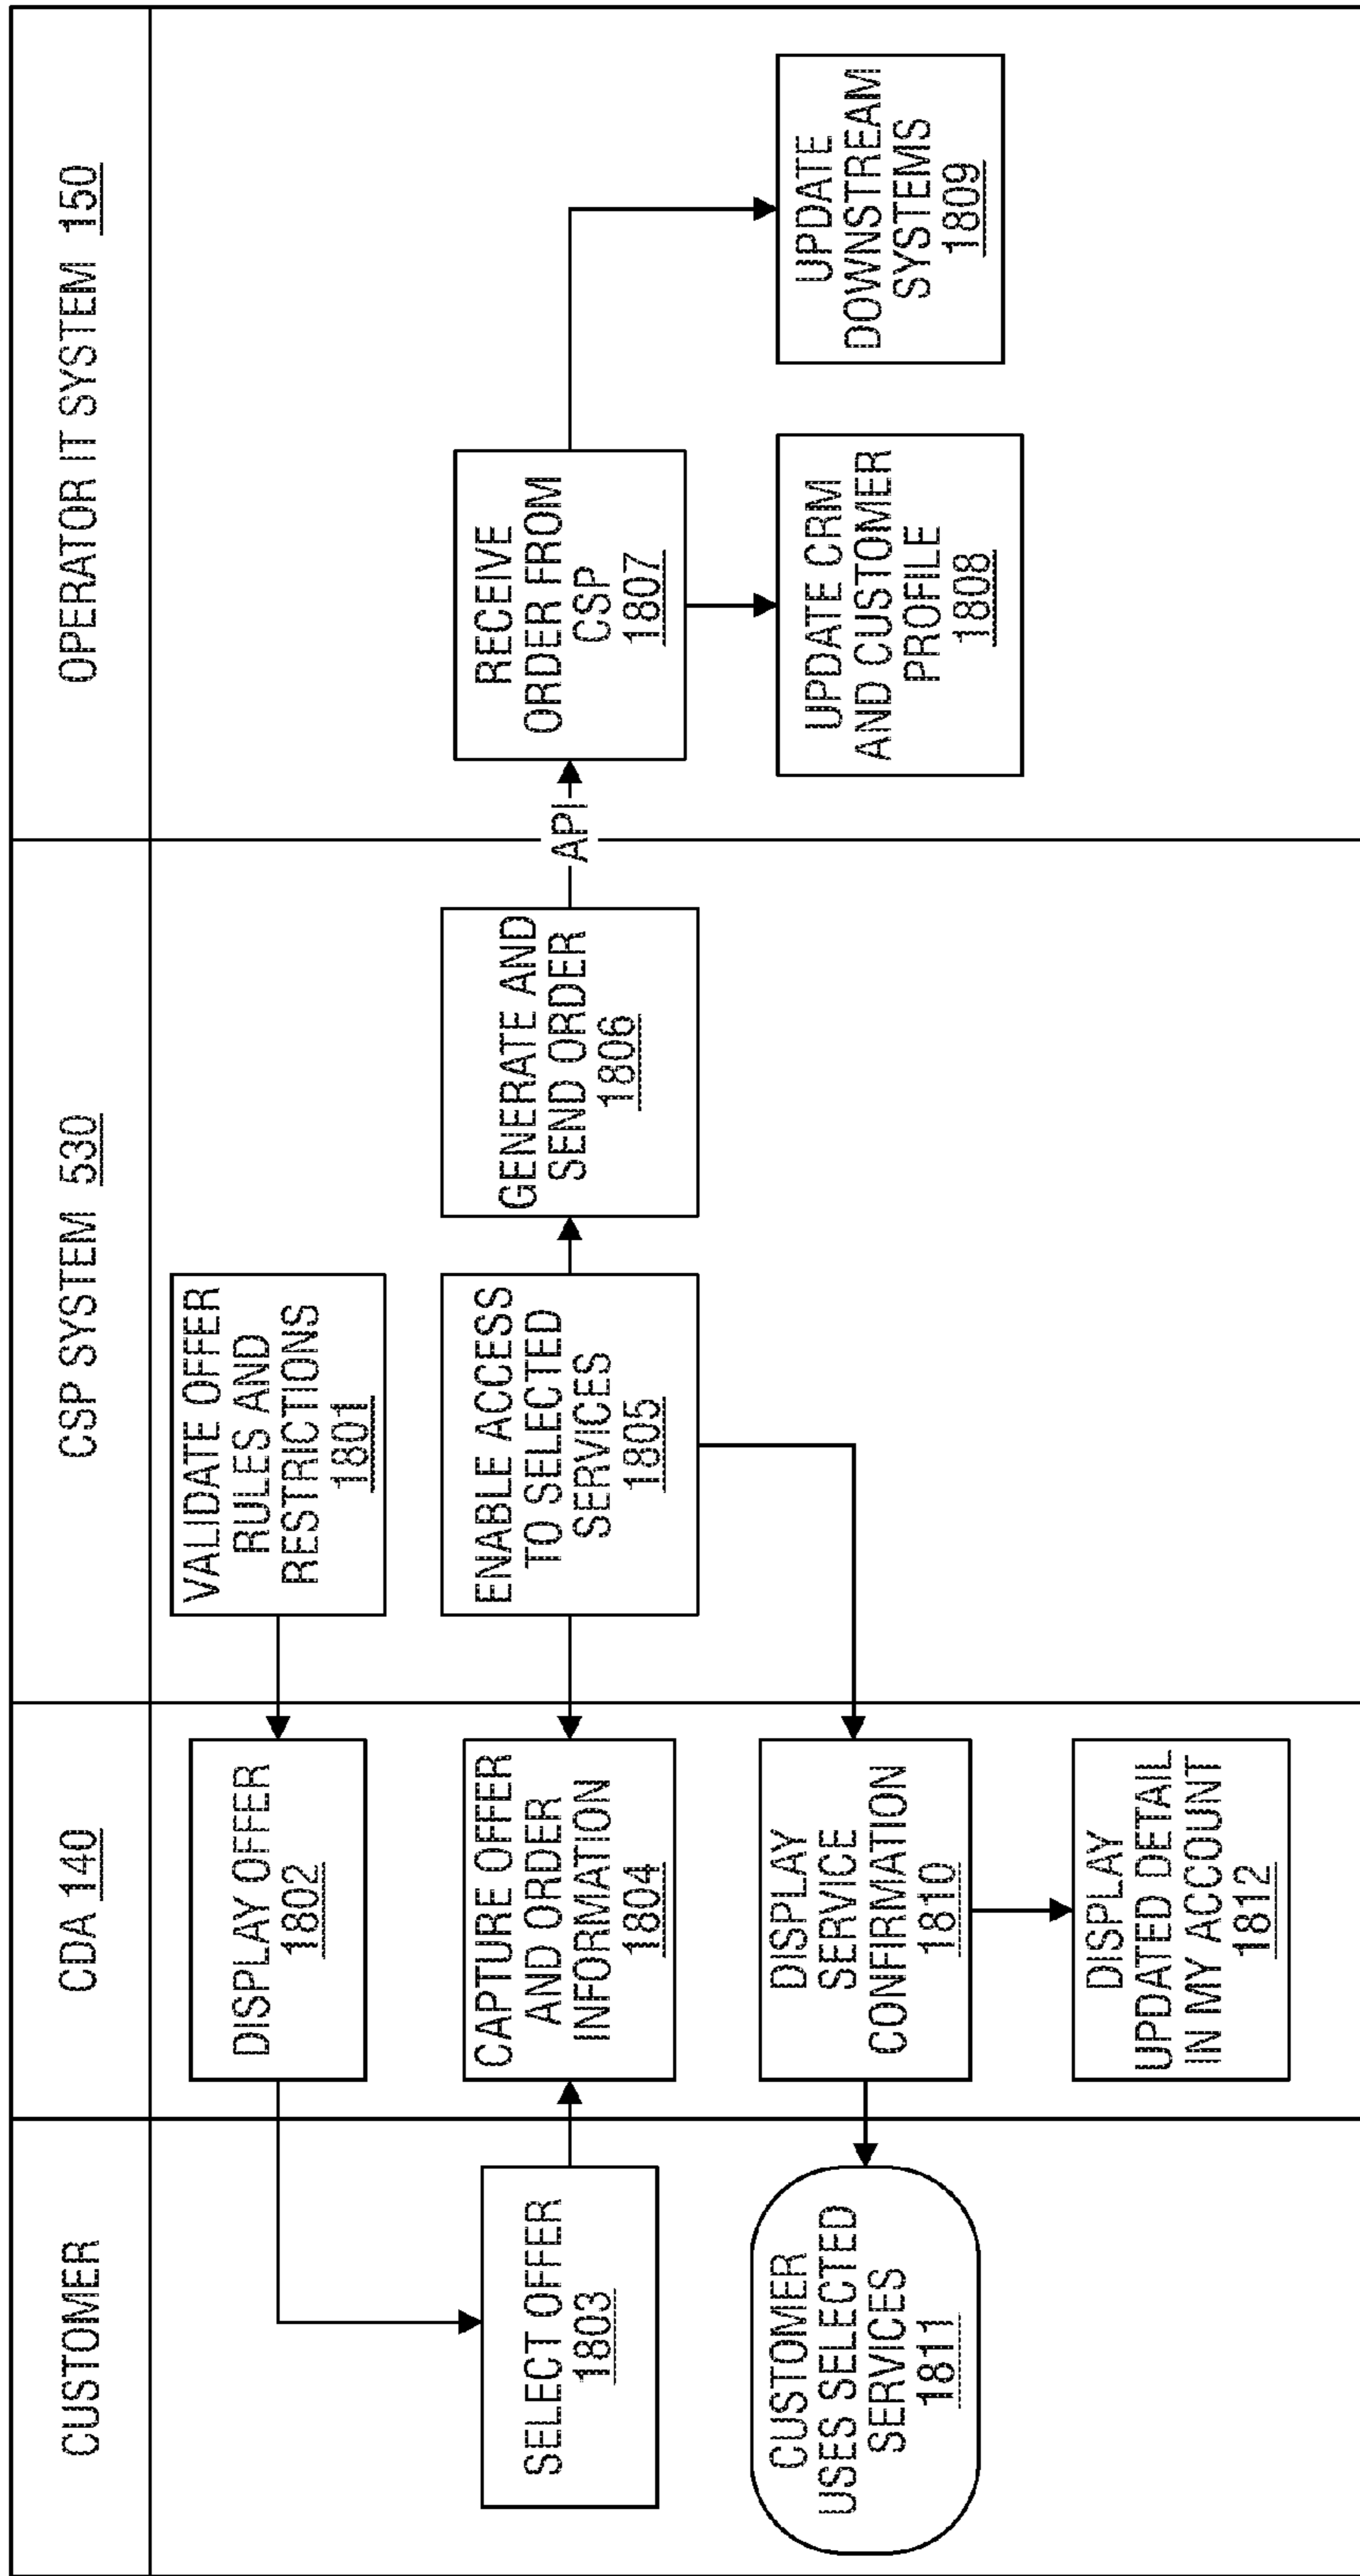 CUSTOMER
CDA 140
CSP SYSTEM 530
OPERATOR IT SYSTEM 150
VALIDATE OFFER
RULES AND
RESTRICTIONS
1801
DISPLAY OFFER
1802
SELECT OFFER
1803
CAPTURE OFFER
AND ORDER
INFORMATION
1804
ENABLE ACCESS
TO SELECTED
SERVICES
1805
GENERATE AND
SEND ORDER
1806
API
RECEIVE
ORDER FROM
CSP
1807
UPDATE CRM
AND CUSTOMER
PROFILE
1808
UPDATE
DOWNSTREAM
SYSTEMS
1809
DISPLAY
SERVICE
CONFIRMATION
1810
CUSTOMER
USES SELECTED
SERVICES
1811
DISPLAY
UPDATED DETAIL
IN MY ACCOUNT
1812